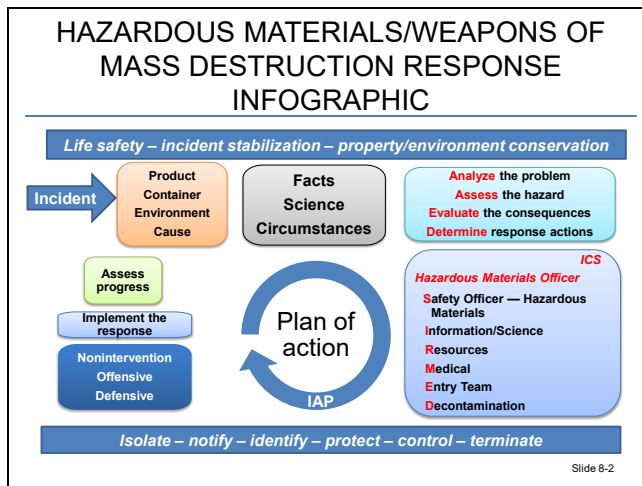 HAZARDOUS MATERIALS/WEAPONS OF
MASS DESTRUCTION RESPONSE
INFOGRAPHIC
Life safety – incident stabilization – property/environment conservation
Incident
Product
Container
Environment
Cause
Facts
Science
Circumstances
Analyze the problem
Assess the hazard
Evaluate the consequences
Determine response actions
Assess
progress
Implement the
response
Nonintervention
Offensive
Defensive
Plan of
action
IAP
ICS
Hazardous Materials Officer
Safety Officer — Hazardous
Materials
Information/Science
Resources
Medical
Entry Team
Decontamination
Isolate – notify – identify – protect – control – terminate
Slide 8-2